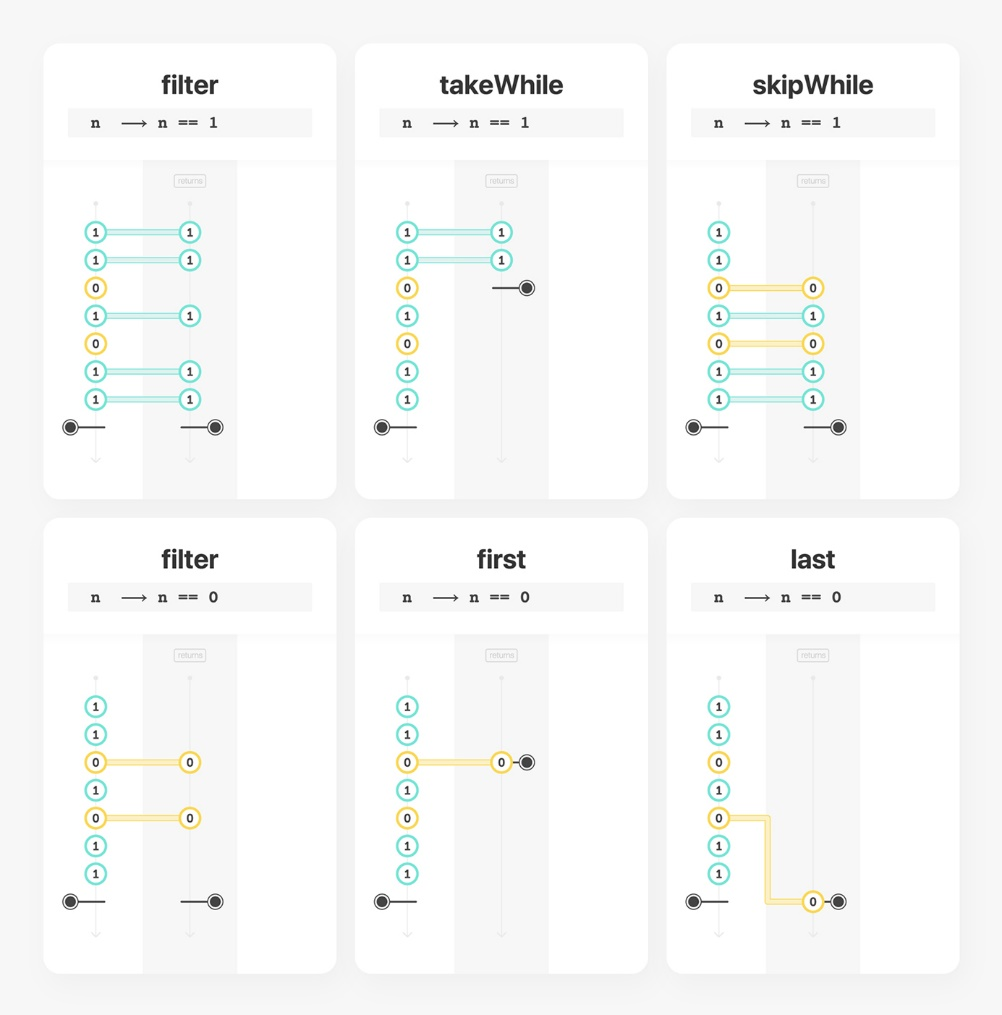 filter
n ⟶ n == 1
returns
1 1
1 1
0
1 1
0
1 1
1 1
takeWhile
n ⟶ n == 1
returns
1 1
1 1
0
1
0
1
1
skipWhile
n ⟶ n == 1
returns
1
1
0 0
1 1
0 0
1 1
1 1
filter
n ⟶ n == 0
returns
1
1
0 0
1
0 0
1
1
first
n ⟶ n == 0
returns
1
1
0 0
1
0
1
1
last
n ⟶ n == 0
returns
1
1
0
1
0
1
1
0